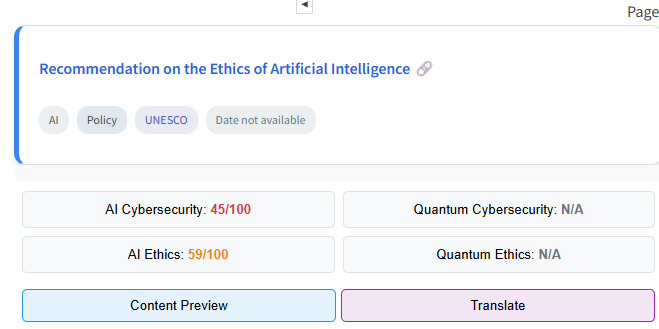 Page
Recommendation on the Ethics of Artificial Intelligence
AI Policy UNESCO Date not available
AI Cybersecurity: 45/100 Quantum Cybersecurity: N/A
AI Ethics: 59/100 Quantum Ethics: N/A
Content Preview Translate